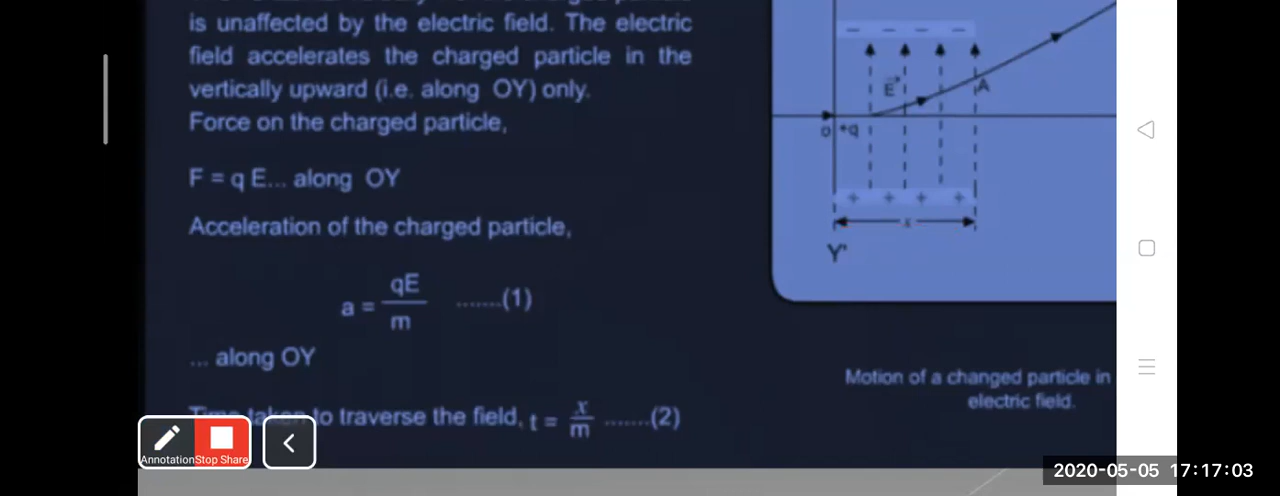 is unaffected by the electric field. The electric
field accelerates the charged particle in the
vertically upward (i.e. along OY) only.
Force on the charged particle,
F = q E... along OY
Acceleration of the charged particle,
a = qE/m .......(1)
... along OY
Time taken to traverse the field, t = x/m .......(2)
− − − −
E
A
O +q
+ + + +
x
Y'
Motion of a changed particle in
electric field.
Annotation
Stop Share
2020-05-05 17:17:03